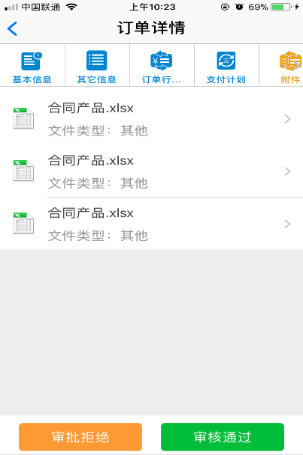 中国联通 上午10:23 69%
订单详情
基本信息 其它信息 订单行... 支付计划 附件
合同产品.xlsx
文件类型：其他
合同产品.xlsx
文件类型：其他
合同产品.xlsx
文件类型：其他
审批拒绝 审核通过